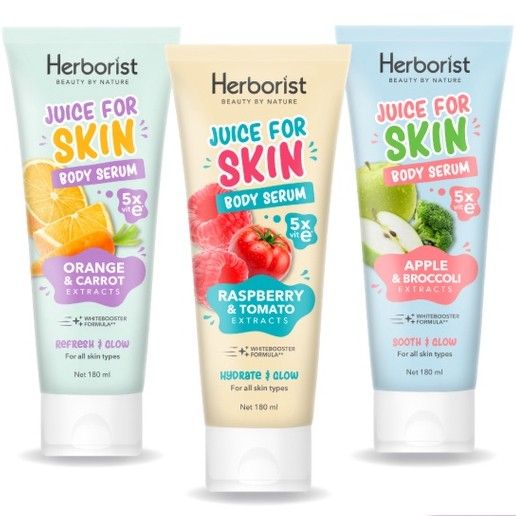 Herborist
BEAUTY BY NATURE
JUICE FOR
SKIN
BODY SERUM
5x
vit e
ORANGE
& CARROT
EXTRACTS
WHITEBOOSTER
FORMULA**
REFRESH & GLOW
For all skin types
Net 180 ml
Herborist
BEAUTY BY NATURE
JUICE FOR
SKIN
BODY SERUM
5x
vit e
RASPBERRY
& TOMATO
EXTRACTS
WHITEBOOSTER
FORMULA**
HYDRATE & GLOW
For all skin types
Net 180 ml
Herborist
BEAUTY BY NATURE
JUICE FOR
SKIN
BODY SERUM
5x
vit e
APPLE
& BROCCOLI
EXTRACTS
WHITEBOOSTER
FORMULA**
SOOTH & GLOW
For all skin types
Net 180 ml